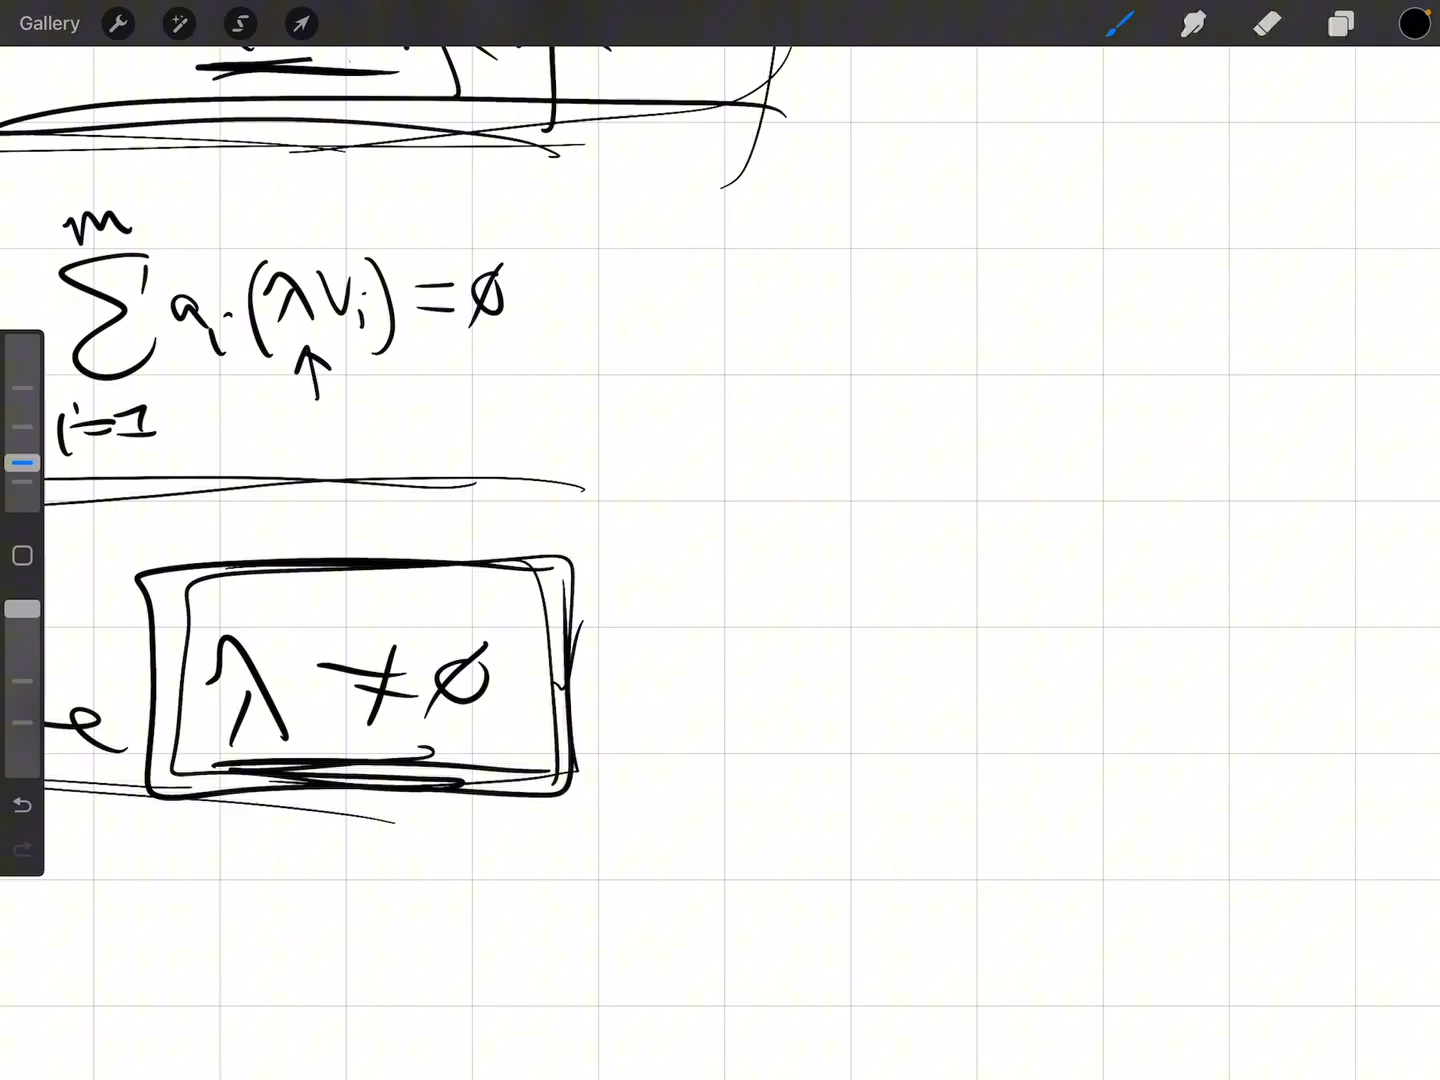 Gallery
m
∑ aᵢ (λvᵢ) = ∅
↑
i=1
e λ ≠ ∅